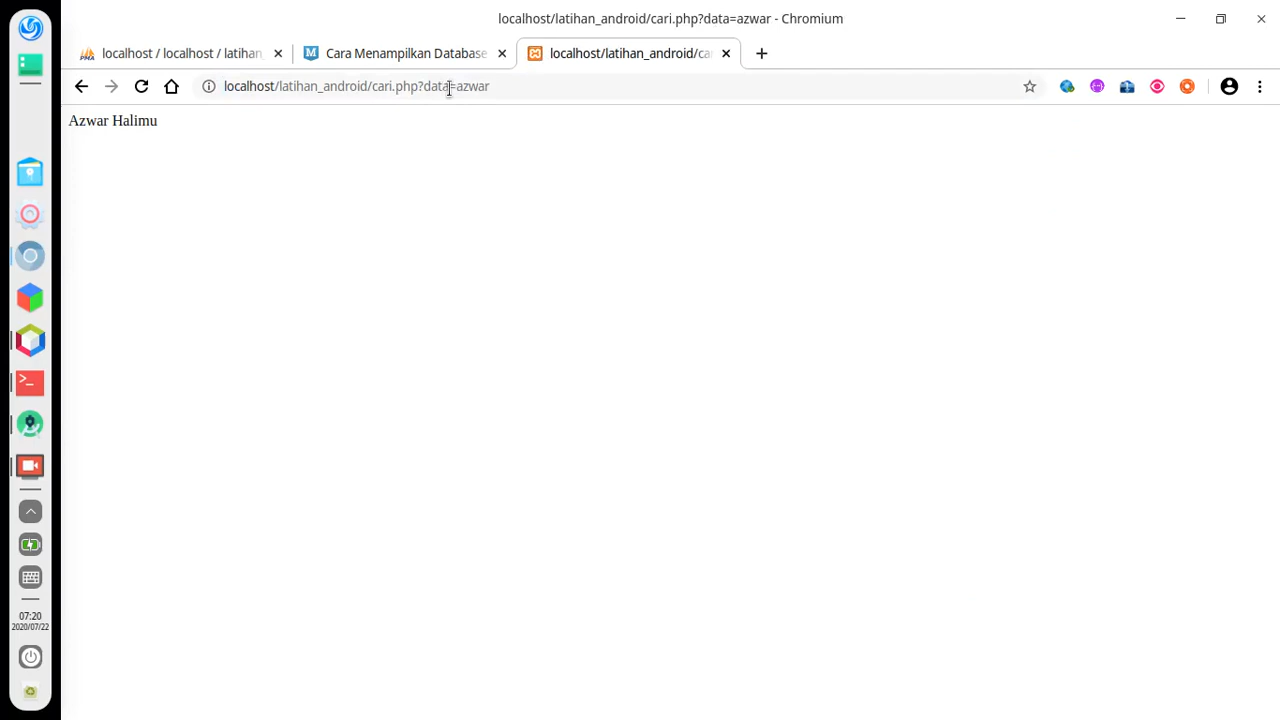 localhost/latihan_android/cari.php?data=azwar - Chromium
localhost / localhost / latihan
Cara Menampilkan Database
localhost/latihan_android/ca
localhost/latihan_android/cari.php?data=azwar
Azwar Halimu
07:20
2020/07/22